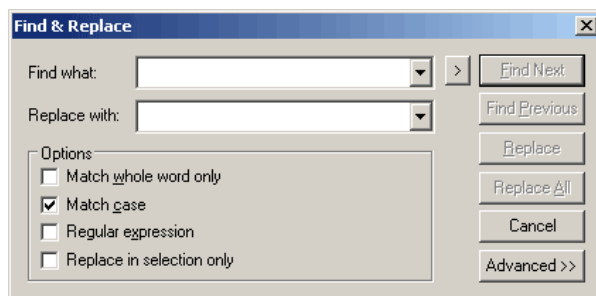 Find & Replace
Find what:
>
Find Next
Replace with:
Find Previous
Options
Replace
Match whole word only
Replace All
Match case
Regular expression
Cancel
Replace in selection only
Advanced >>